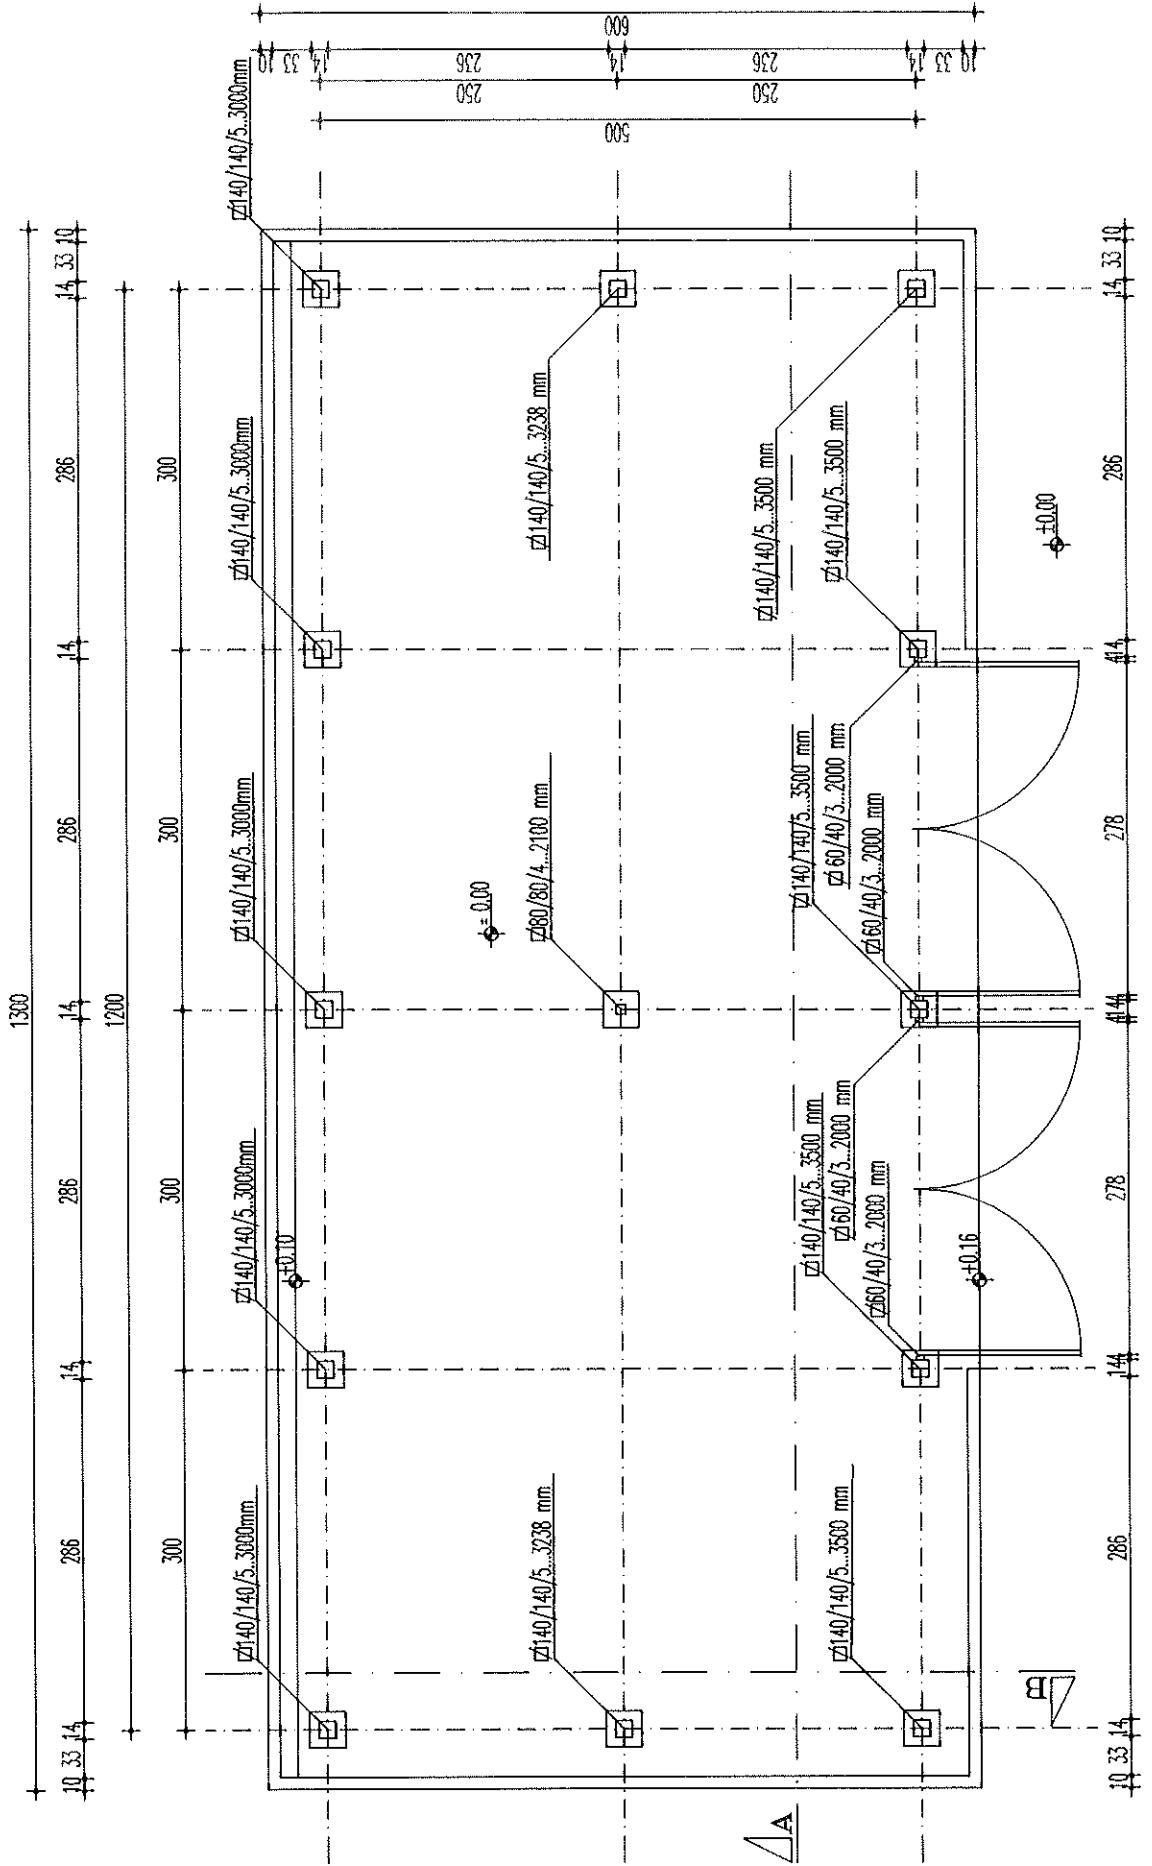 1300
10 33 14 286 14 286 14 286 14 286 14 33 10
1200
300 300 300 300
140/140/5...3000mm
140/140/5...3000mm
140/140/5...3000mm
140/140/5...3000mm
140/140/5...3000mm
+0.10
± 0.00
140/140/5...3238 mm
80/80/4...2100 mm
140/140/5...3238 mm
140/140/5...3500 mm
140/140/5...3500 mm
60/40/3...2000 mm
140/140/5...3500 mm
60/40/3...2000 mm
60/40/3...2000 mm
140/140/5...3500 mm
60/40/3...2000 mm
140/140/5...3500 mm
+0.16
±0.00
A
B
10 33 14 286 14 4 278 4 14 4 278 4 14 286 14 33 10
10 33 14 236 14 236 14 33 10
250 250
500
600